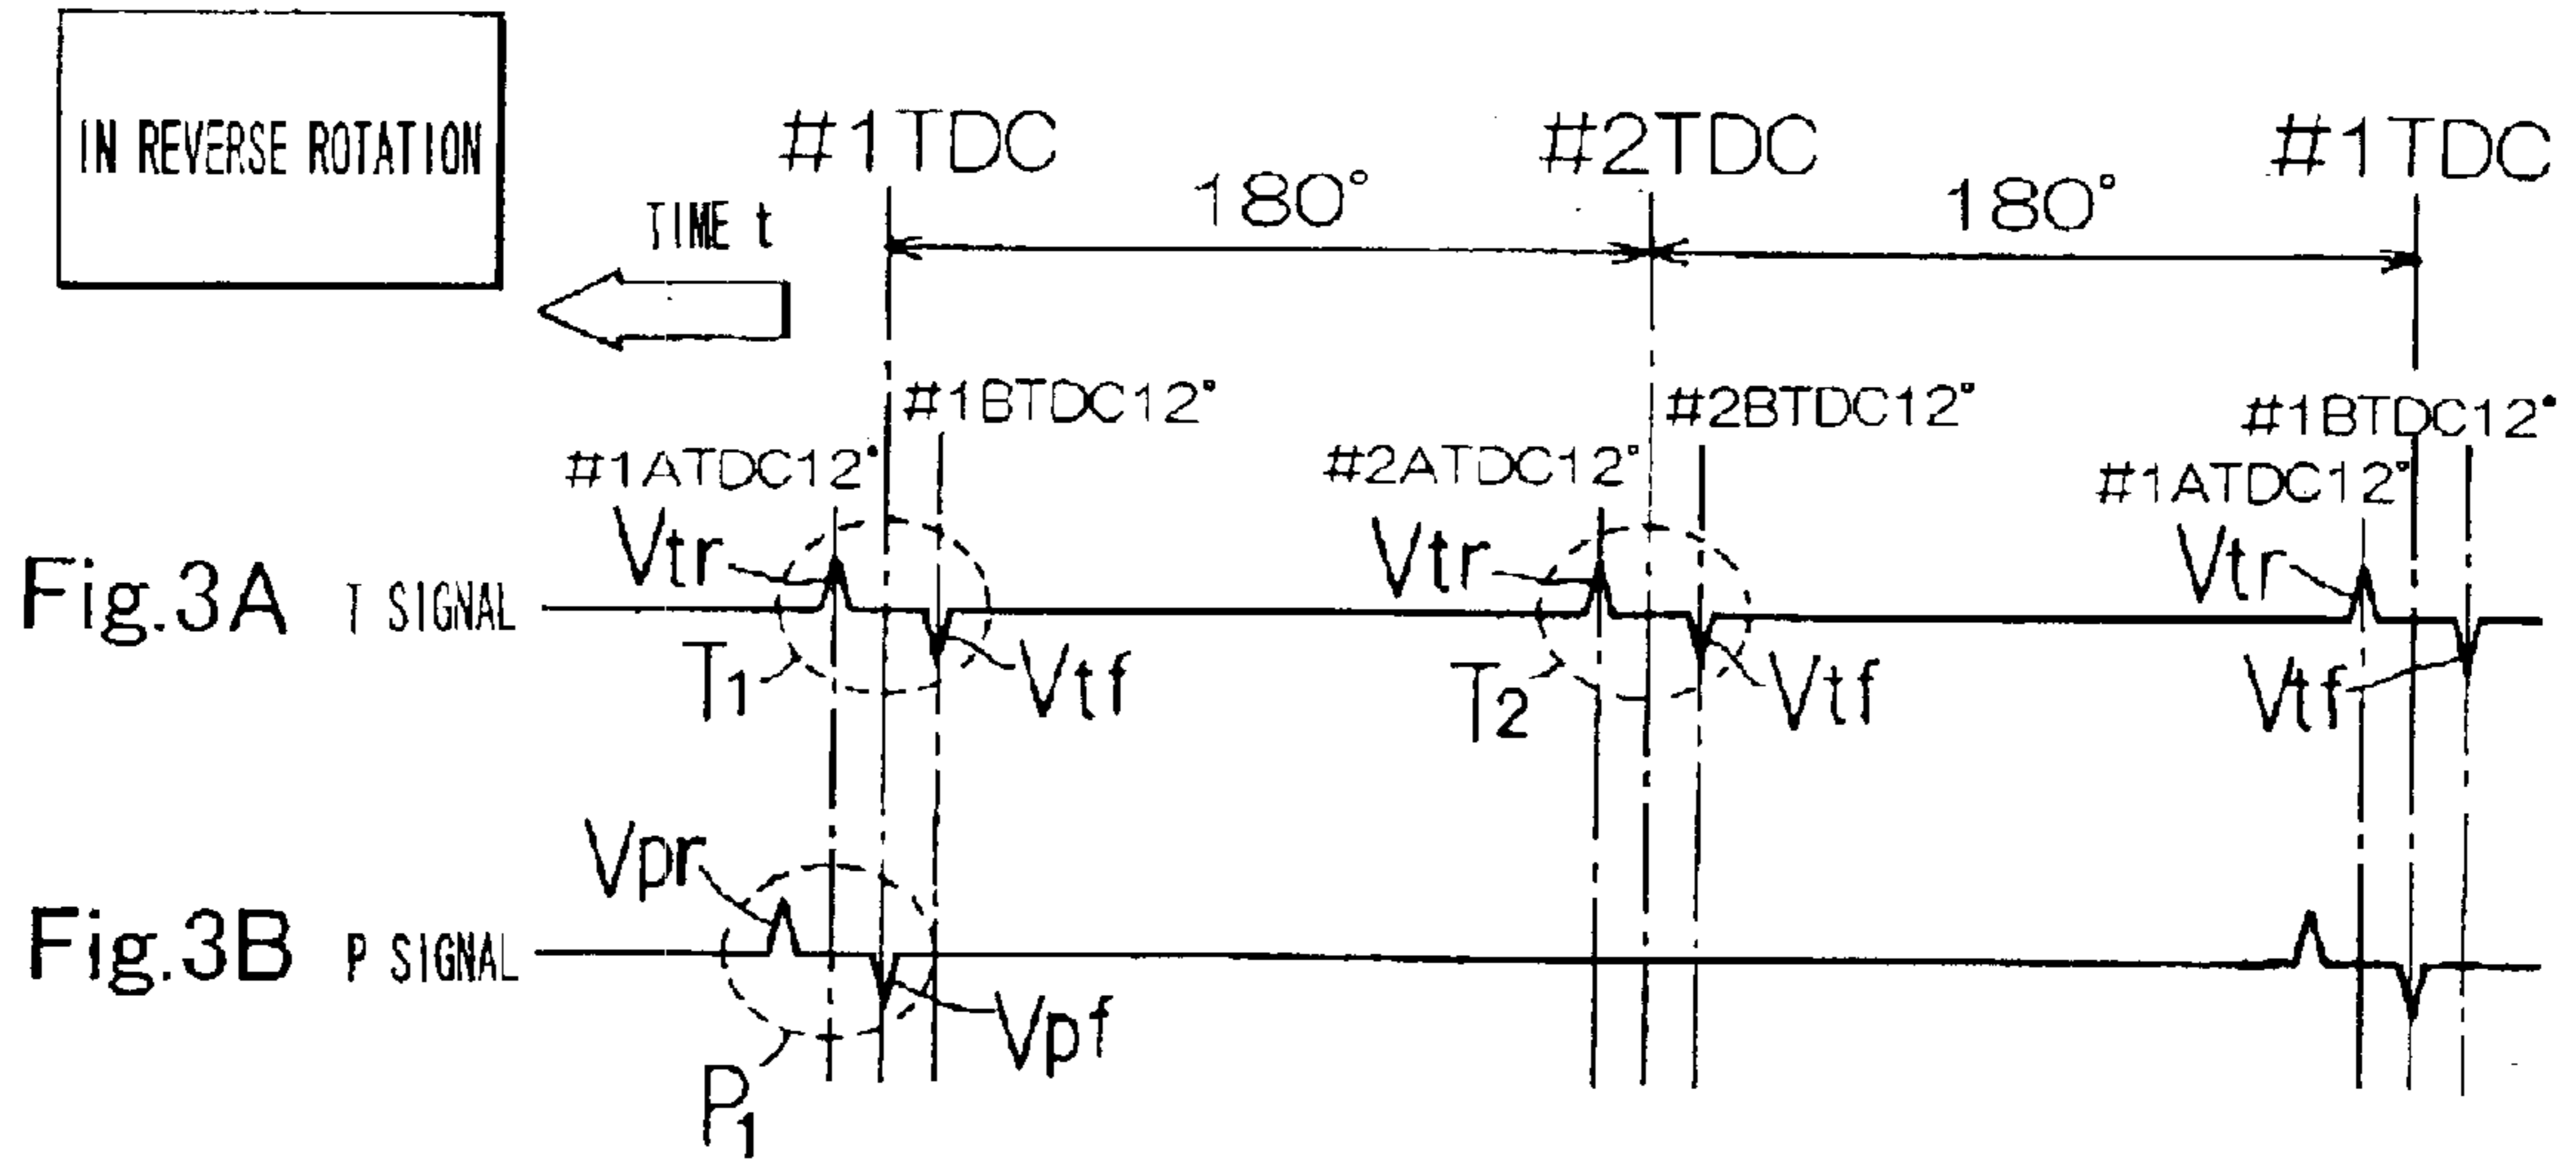 IN REVERSE ROTATION
#1TDC
#2TDC
#1TDC
180°
180°
TIME t
#1BTDC12°
#2BTDC12°
#1BTDC12°
#1ATDC12°
#2ATDC12°
#1ATDC12°
Vtr
Vtr
Vtr
Fig.3A T SIGNAL
T1
Vtf
T2
Vtf
Vtf
Vpr
Fig.3B P SIGNAL
Vpf
P1